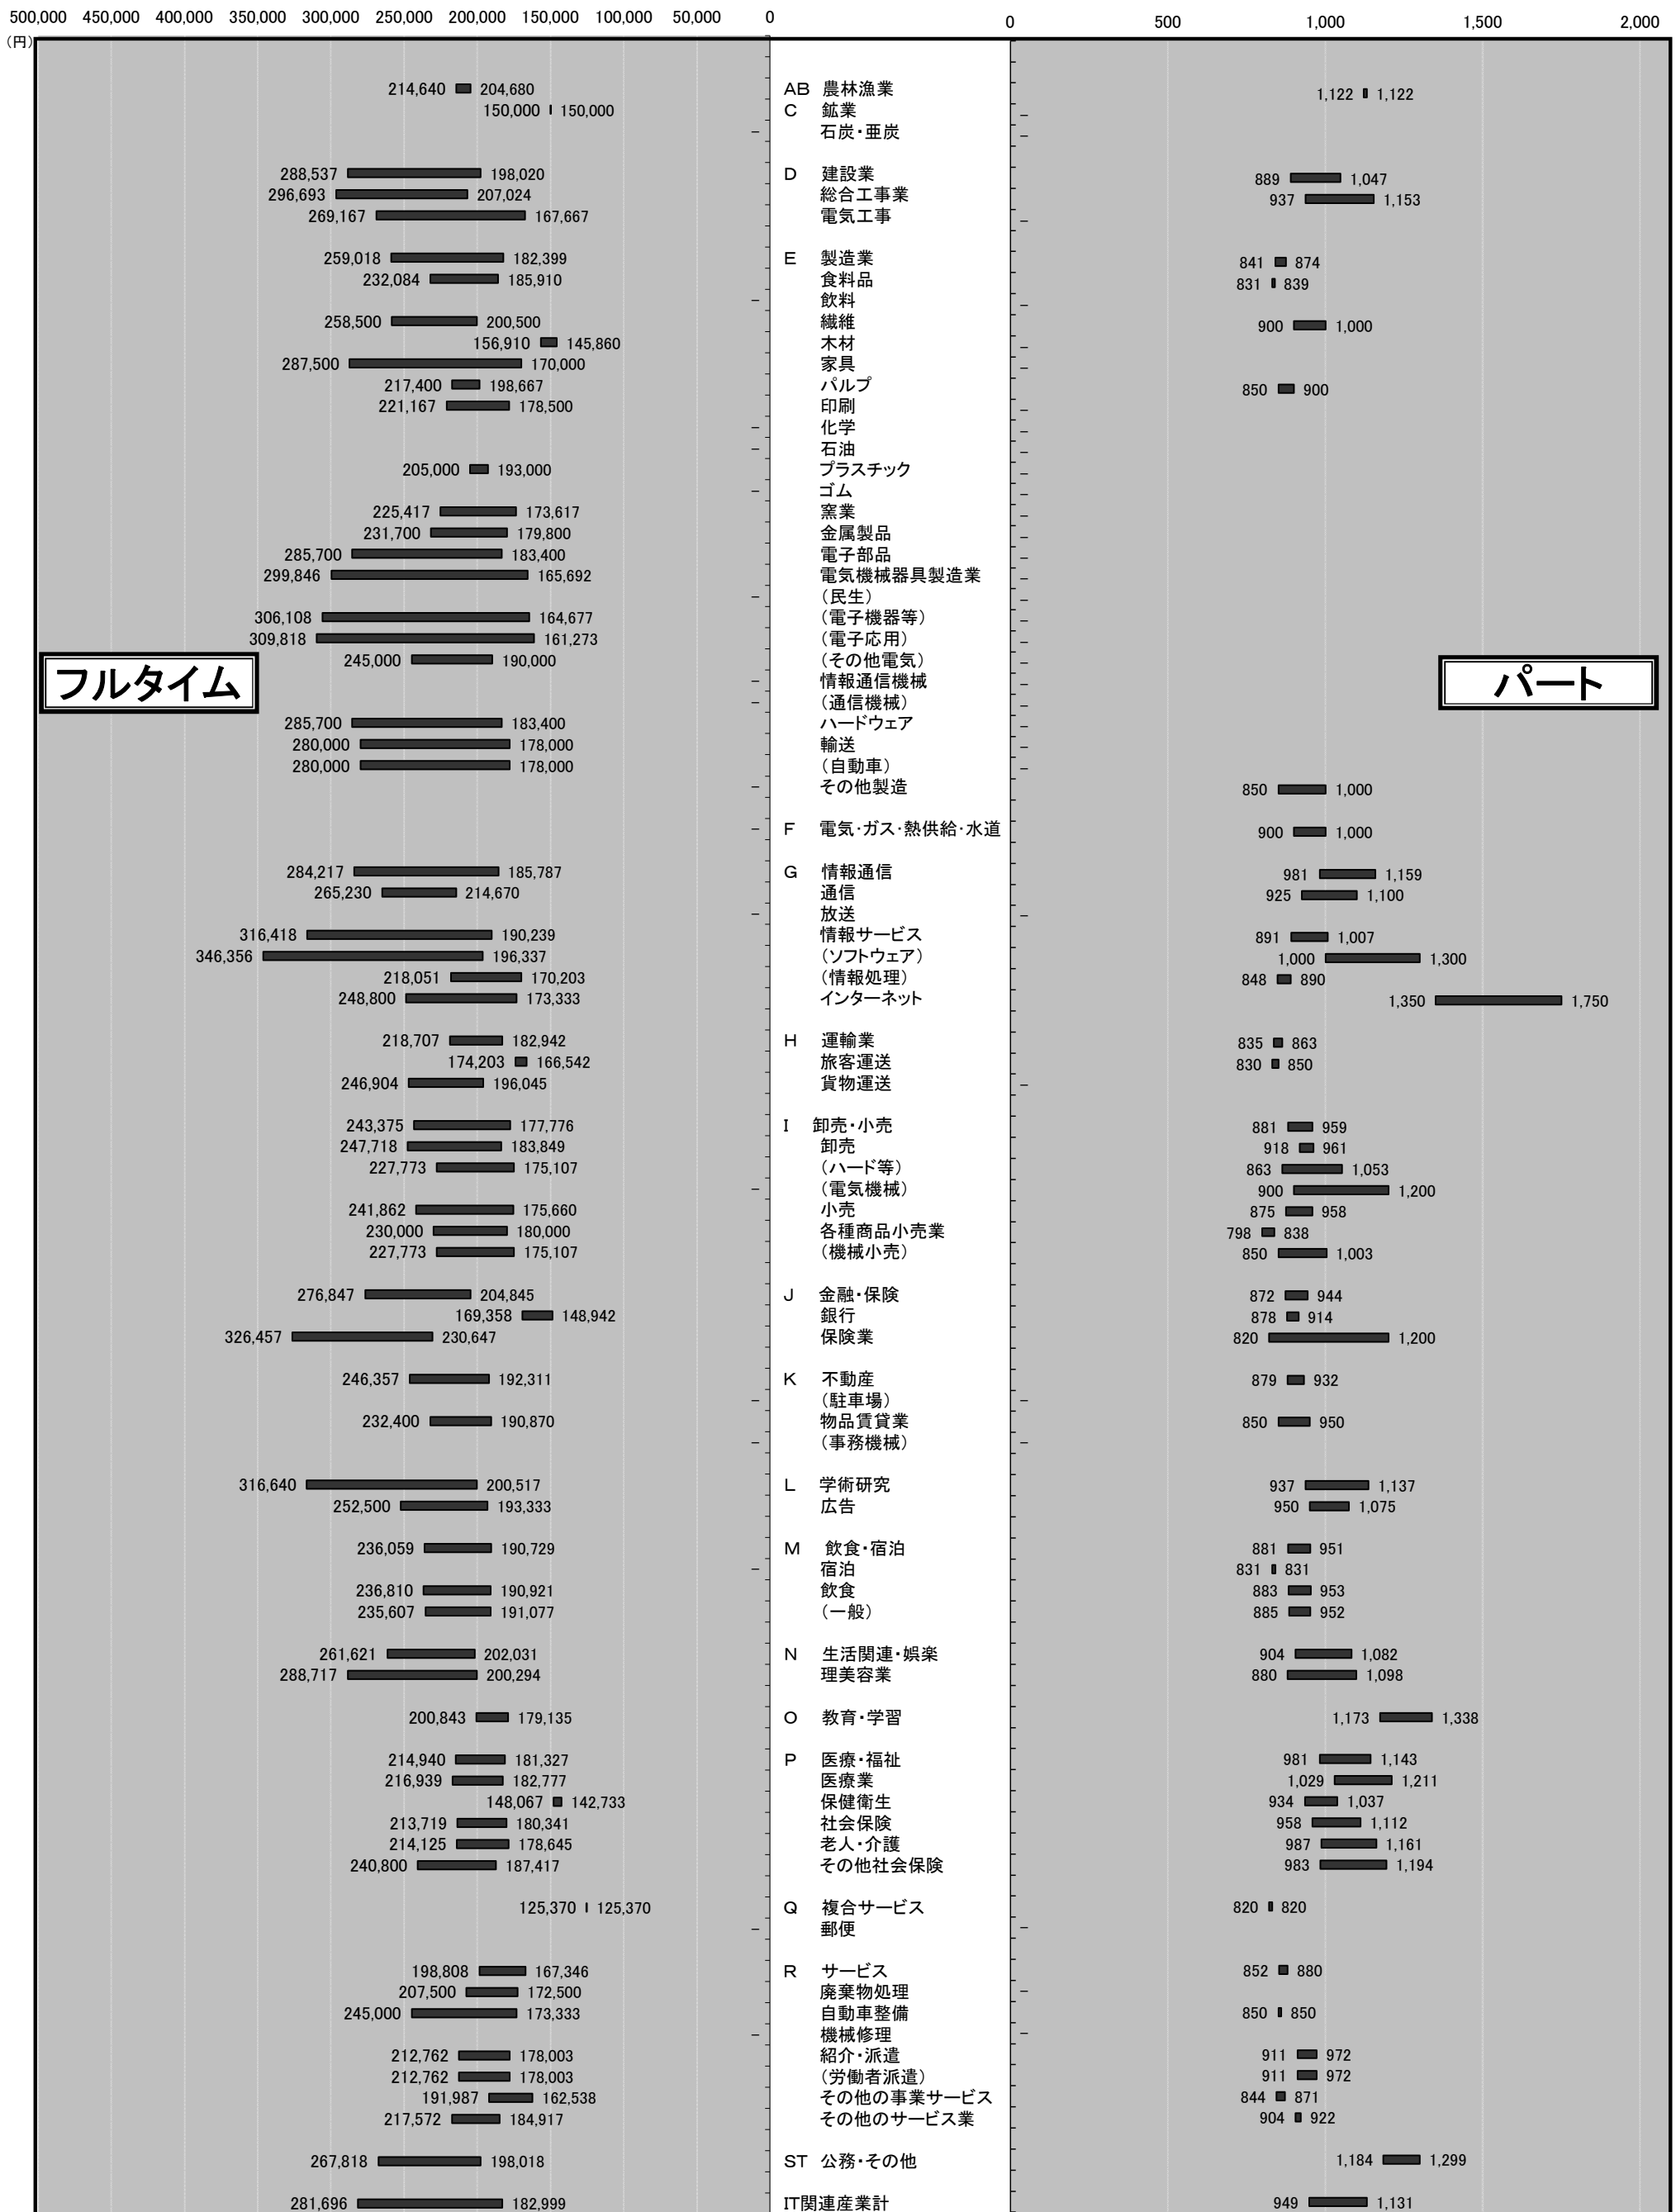 500,000 450,000 400,000 350,000 300,000 250,000 200,000 150,000 100,000 50,000 0 0 500 1,000 1,500 2,000
（円）
214,640 204,680 AB 農林漁業 1,122 1,122
150,000 150,000 C 鉱業 －
－ 石炭・亜炭 －
288,537 198,020 D 建設業 889 1,047
296,693 207,024 総合工事業 937 1,153
269,167 167,667 電気工事 －
259,018 182,399 E 製造業 841 874
232,084 185,910 食料品 831 839
－ 飲料 －
258,500 200,500 繊維 900 1,000
156,910 145,860 木材 －
287,500 170,000 家具 －
217,400 198,667 パルプ 850 900
221,167 178,500 印刷 －
－ 化学 －
－ 石油 －
205,000 193,000 プラスチック －
－ ゴム －
225,417 173,617 窯業 －
231,700 179,800 金属製品 －
285,700 183,400 電子部品 －
299,846 165,692 電気機械器具製造業 －
－ （民生） －
306,108 164,677 （電子機器等） －
309,818 161,273 （電子応用） －
245,000 190,000 （その他電気） －
フルタイム パート
－ 情報通信機械 －
－ （通信機械） －
285,700 183,400 ハードウェア －
280,000 178,000 輸送 －
280,000 178,000 （自動車） －
－ その他製造 850 1,000
－ F 電気・ガス・熱供給・水道 900 1,000
284,217 185,787 G 情報通信 981 1,159
265,230 214,670 通信 925 1,100
－ 放送 －
316,418 190,239 情報サービス 891 1,007
346,356 196,337 （ソフトウェア） 1,000 1,300
218,051 170,203 （情報処理） 848 890
248,800 173,333 インターネット 1,350 1,750
218,707 182,942 H 運輸業 835 863
174,203 166,542 旅客運送 830 850
246,904 196,045 貨物運送 －
243,375 177,776 I 卸売・小売 881 959
247,718 183,849 卸売 918 961
227,773 175,107 （ハード等） 863 1,053
－ （電気機械） 900 1,200
241,862 175,660 小売 875 958
230,000 180,000 各種商品小売業 798 838
227,773 175,107 （機械小売） 850 1,003
276,847 204,845 J 金融・保険 872 944
169,358 148,942 銀行 878 914
326,457 230,647 保険業 820 1,200
246,357 192,311 K 不動産 879 932
－ （駐車場） －
232,400 190,870 物品賃貸業 850 950
－ （事務機械） －
316,640 200,517 L 学術研究 937 1,137
252,500 193,333 広告 950 1,075
236,059 190,729 M 飲食・宿泊 881 951
－ 宿泊 831 831
236,810 190,921 飲食 883 953
235,607 191,077 （一般） 885 952
261,621 202,031 N 生活関連・娯楽 904 1,082
288,717 200,294 理美容業 880 1,098
200,843 179,135 O 教育・学習 1,173 1,338
214,940 181,327 P 医療・福祉 981 1,143
216,939 182,777 医療業 1,029 1,211
148,067 142,733 保健衛生 934 1,037
213,719 180,341 社会保険 958 1,112
214,125 178,645 老人・介護 987 1,161
240,800 187,417 その他社会保険 983 1,194
125,370 125,370 Q 複合サービス 820 820
－ 郵便 －
198,808 167,346 R サービス 852 880
207,500 172,500 廃棄物処理 －
245,000 173,333 自動車整備 850 850
－ 機械修理 －
212,762 178,003 紹介・派遣 911 972
212,762 178,003 （労働者派遣） 911 972
191,987 162,538 その他の事業サービス 844 871
217,572 184,917 その他のサービス業 904 922
267,818 198,018 ST 公務・その他 1,184 1,299
281,696 182,999 IT関連産業計 949 1,131